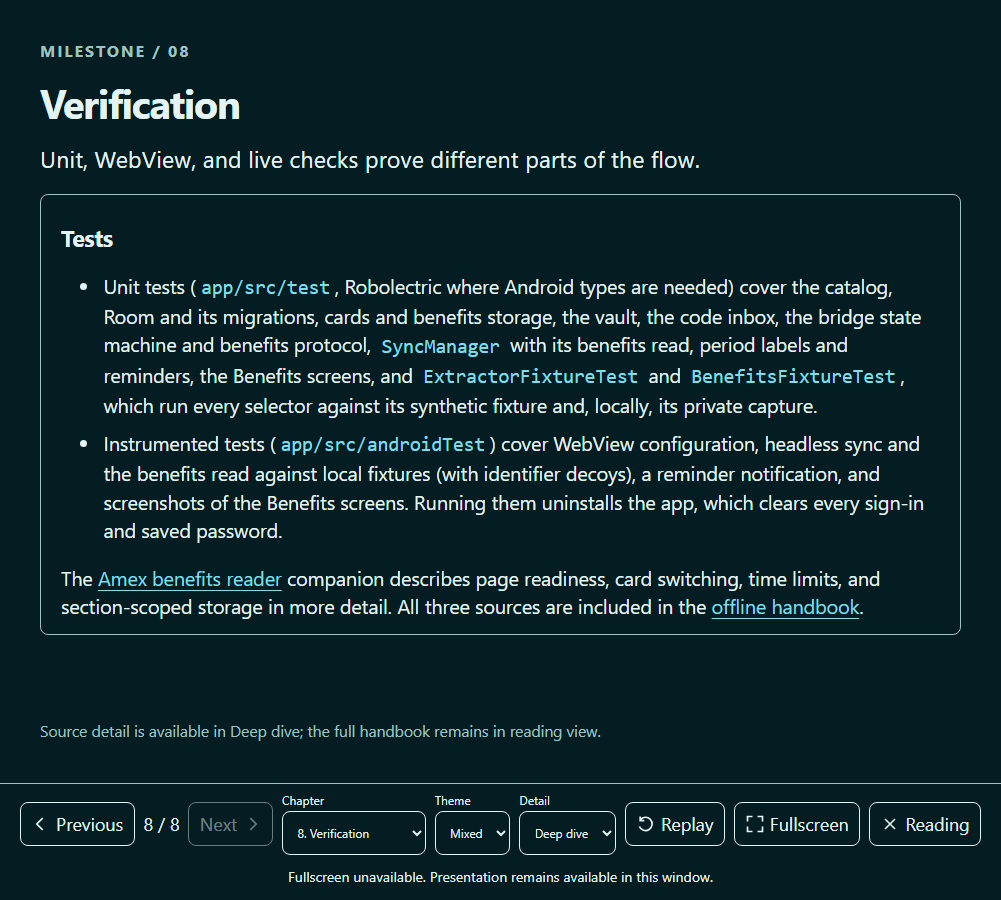 MILESTONE / 08
Verification
Unit, WebView, and live checks prove different parts of the flow.
Tests
• Unit tests ( app/src/test , Robolectric where Android types are needed) cover the catalog,
Room and its migrations, cards and benefits storage, the vault, the code inbox, the bridge state
machine and benefits protocol, SyncManager with its benefits read, period labels and
reminders, the Benefits screens, and ExtractorFixtureTest and BenefitsFixtureTest ,
which run every selector against its synthetic fixture and, locally, its private capture.
• Instrumented tests ( app/src/androidTest ) cover WebView configuration, headless sync and
the benefits read against local fixtures (with identifier decoys), a reminder notification, and
screenshots of the Benefits screens. Running them uninstalls the app, which clears every sign-in
and saved password.
The Amex benefits reader companion describes page readiness, card switching, time limits, and
section-scoped storage in more detail. All three sources are included in the offline handbook.
Source detail is available in Deep dive; the full handbook remains in reading view.
Chapter Theme Detail
Previous 8 / 8 Next 8. Verification Mixed Deep dive Replay Fullscreen Reading
Fullscreen unavailable. Presentation remains available in this window.